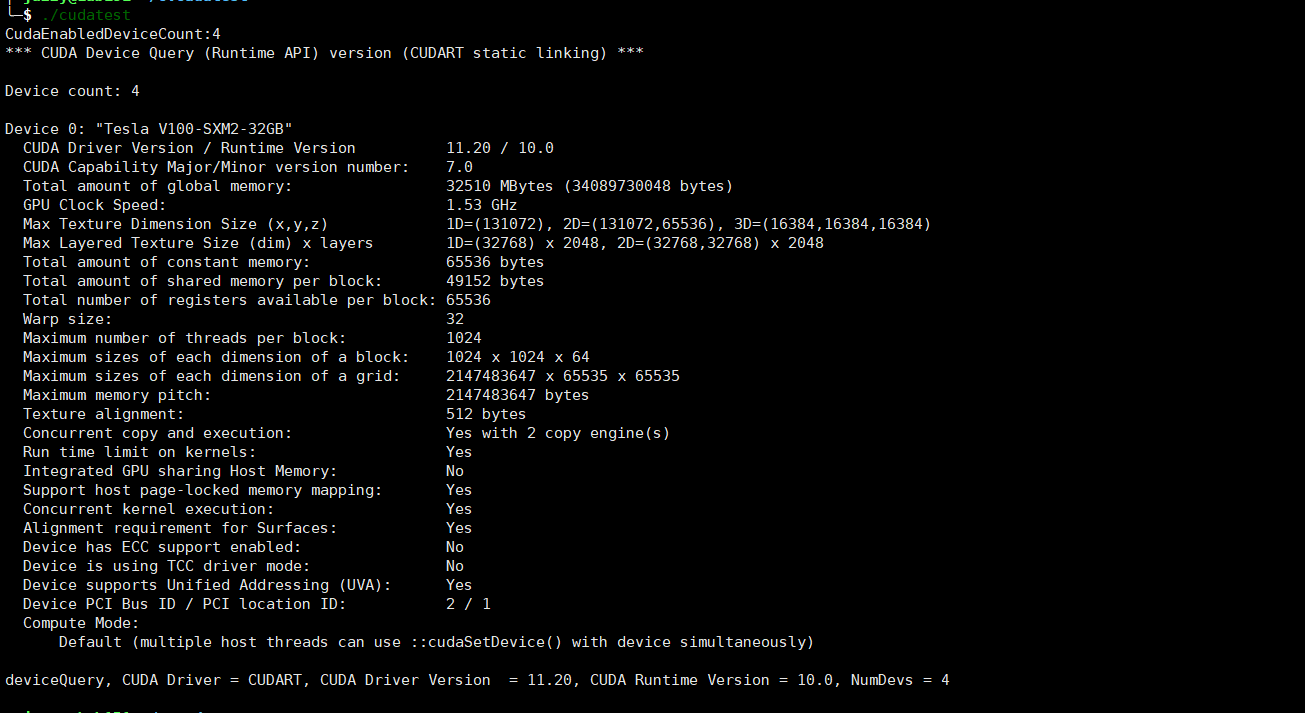 └─$ ./cudatest
CudaEnabledDeviceCount:4
*** CUDA Device Query (Runtime API) version (CUDART static linking) ***
Device count: 4
Device 0: "Tesla V100-SXM2-32GB"
CUDA Driver Version / Runtime Version 11.20 / 10.0
CUDA Capability Major/Minor version number: 7.0
Total amount of global memory: 32510 MBytes (34089730048 bytes)
GPU Clock Speed: 1.53 GHz
Max Texture Dimension Size (x,y,z) 1D=(131072), 2D=(131072,65536), 3D=(16384,16384,16384)
Max Layered Texture Size (dim) x layers 1D=(32768) x 2048, 2D=(32768,32768) x 2048
Total amount of constant memory: 65536 bytes
Total amount of shared memory per block: 49152 bytes
Total number of registers available per block: 65536
Warp size: 32
Maximum number of threads per block: 1024
Maximum sizes of each dimension of a block: 1024 x 1024 x 64
Maximum sizes of each dimension of a grid: 2147483647 x 65535 x 65535
Maximum memory pitch: 2147483647 bytes
Texture alignment: 512 bytes
Concurrent copy and execution: Yes with 2 copy engine(s)
Run time limit on kernels: Yes
Integrated GPU sharing Host Memory: No
Support host page-locked memory mapping: Yes
Concurrent kernel execution: Yes
Alignment requirement for Surfaces: Yes
Device has ECC support enabled: No
Device is using TCC driver mode: No
Device supports Unified Addressing (UVA): Yes
Device PCI Bus ID / PCI location ID: 2 / 1
Compute Mode:
Default (multiple host threads can use ::cudaSetDevice() with device simultaneously)
deviceQuery, CUDA Driver = CUDART, CUDA Driver Version = 11.20, CUDA Runtime Version = 10.0, NumDevs = 4